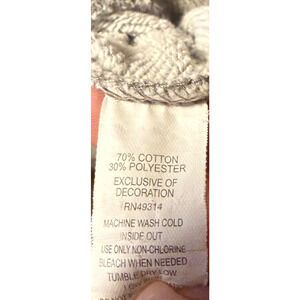 70% COTTON
30% POLYESTER
EXCLUSIVE OF
DECORATION
RN49314
MACHINE WASH COLD
INSIDE OUT
USE ONLY NON-CHLORINE
BLEACH WHEN NEEDED
TUMBLE DRY LOW